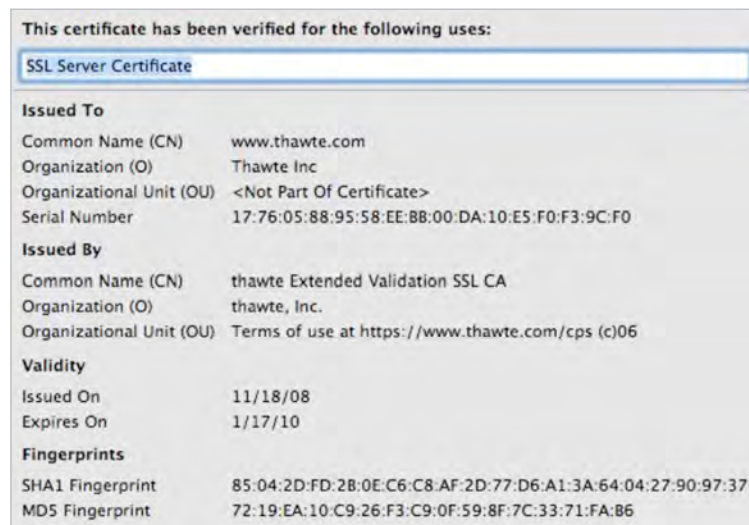 This certificate has been verified for the following uses:
SSL Server Certificate
Issued To
Common Name (CN) www.thawte.com
Organization (O) Thawte Inc
Organizational Unit (OU) <Not Part Of Certificate>
Serial Number 17:76:05:88:95:58:EE:BB:00:DA:10:E5:F0:F3:9C:F0
Issued By
Common Name (CN) thawte Extended Validation SSL CA
Organization (O) thawte, Inc.
Organizational Unit (OU) Terms of use at https://www.thawte.com/cps (c)06
Validity
Issued On 11/18/08
Expires On 1/17/10
Fingerprints
SHA1 Fingerprint 85:04:2D:FD:2B:0E:C6:C8:AF:2D:77:D6:A1:3A:64:04:27:90:97:37
MD5 Fingerprint 72:19:EA:10:C9:26:F3:C9:0F:59:8F:7C:33:71:FA:B6